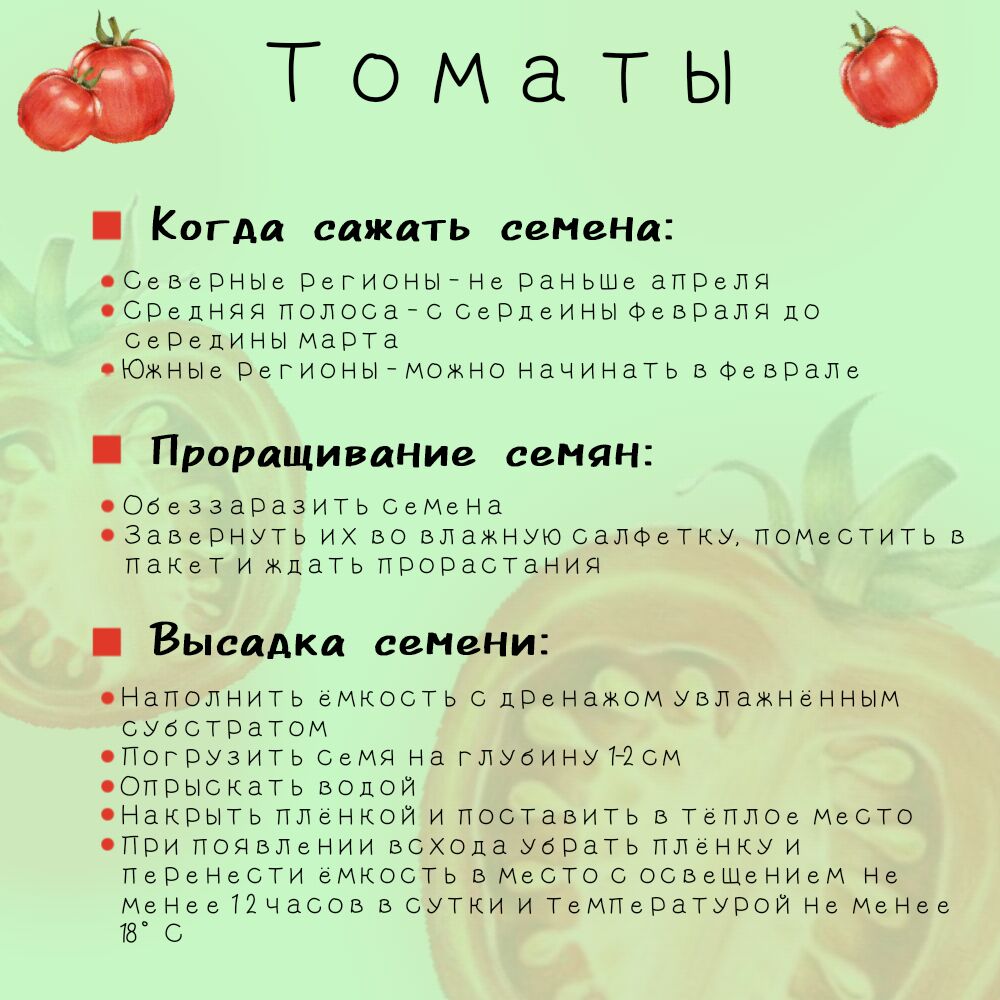 Томаты
Когда сажать семена:
Северные регионы - не раньше апреля
Средняя полоса - с сердеины февраля до
середины марта
Южные регионы - можно начинать в феврале
Проращивание семян:
Обеззаразить семена
Завернуть их во влажную салфетку, поместить в
пакет и ждать прорастания
Высадка семени:
Наполнить ёмкость с дренажом увлажнённым
субстратом
Погрузить семя на глубину 1-2 см
Опрыскать водой
Накрыть плёнкой и поставить в тёплое место
При появлении всхода убрать плёнку и
перенести ёмкость в место с освещением не
менее 12 часов в сутки и температурой не менее
18° С